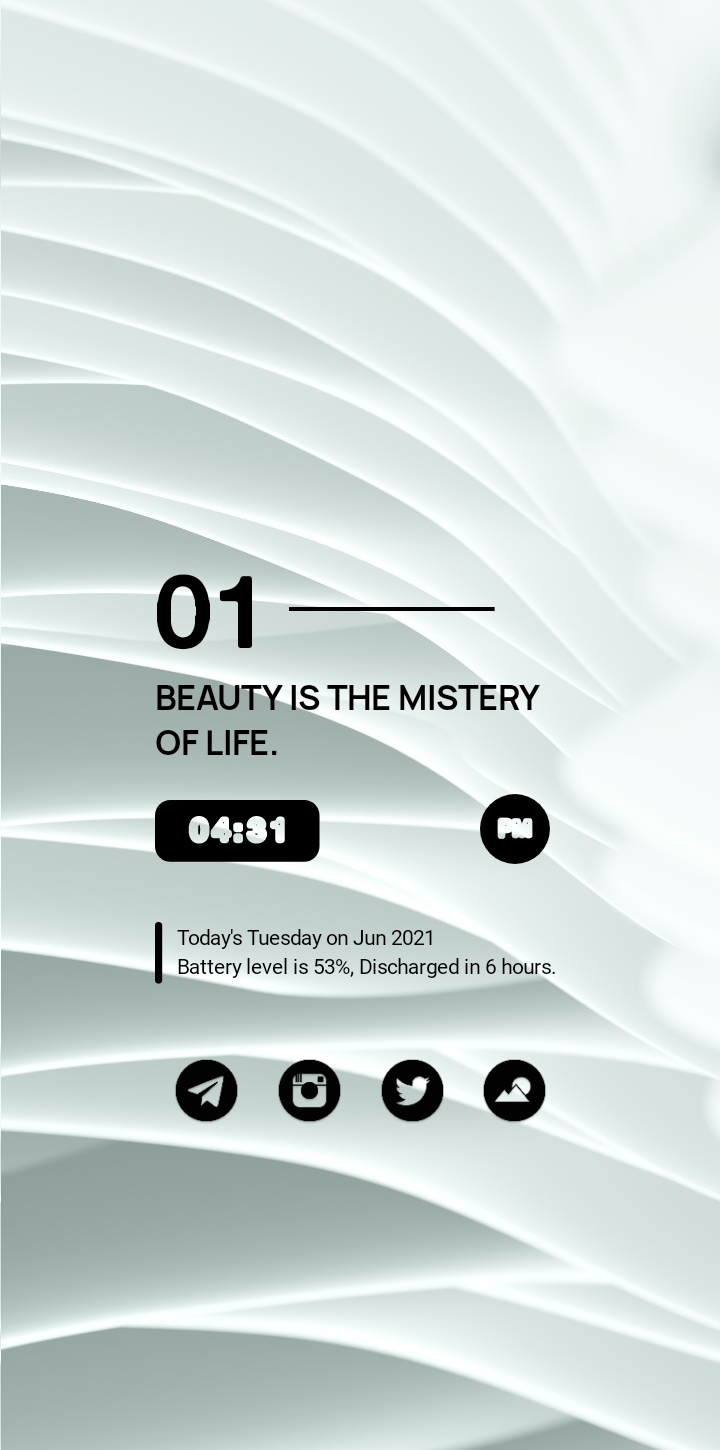 01
BEAUTY IS THE MISTERY
OF LIFE.
04:31 PM
Today's Tuesday on Jun 2021
Battery level is 53%, Discharged in 6 hours.